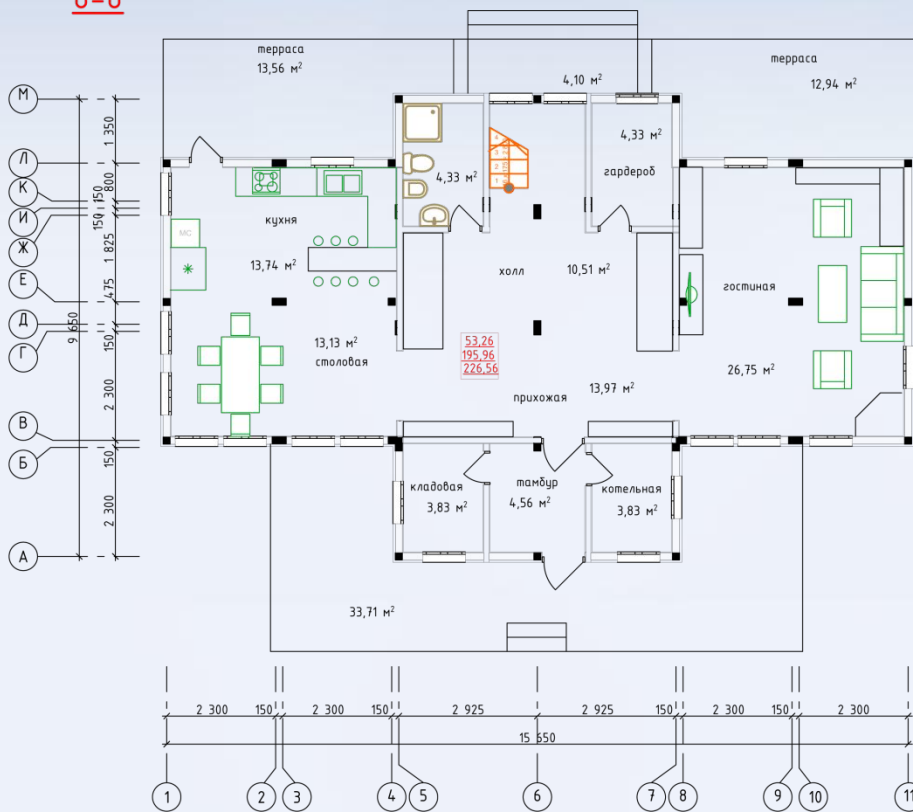 терраса
13,56 м²
терраса
12,94 м²
4,10 м²
М
1 350
4,33 м²
гардероб
4,33 м²
Л
800
К
150
И
150
Ж
МС
кухня
13,74 м²
холл
10,51 м²
гостиная
1 825
Е
475
9 650
Д
150
Г
13,13 м²
столовая
53,26
195,96
226,56
26,75 м²
13,97 м²
прихожая
2 300
В
Б
150
кладовая
3,83 м²
тамбур
4,56 м²
котельная
3,83 м²
2 300
А
33,71 м²
2 300
150
2 300
150
2 925
2 925
150
2 300
150
2 300
15 650
1
2
3
4
5
6
7
8
9
10
11